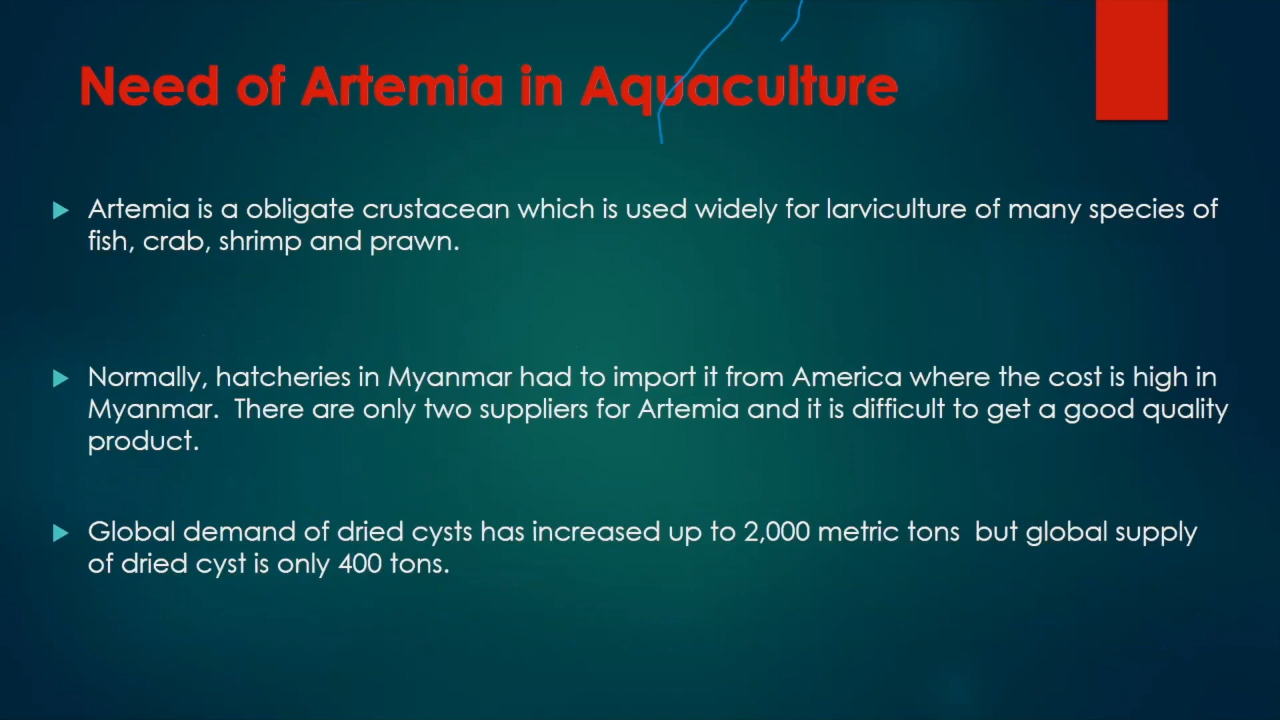 Need of Artemia in Aquaculture
Artemia is a obligate crustacean which is used widely for larviculture of many species of
fish, crab, shrimp and prawn.
Normally, hatcheries in Myanmar had to import it from America where the cost is high in
Myanmar.  There are only two suppliers for Artemia and it is difficult to get a good quality
product.
Global demand of dried cysts has increased up to 2,000 metric tons  but global supply
of dried cyst is only 400 tons.